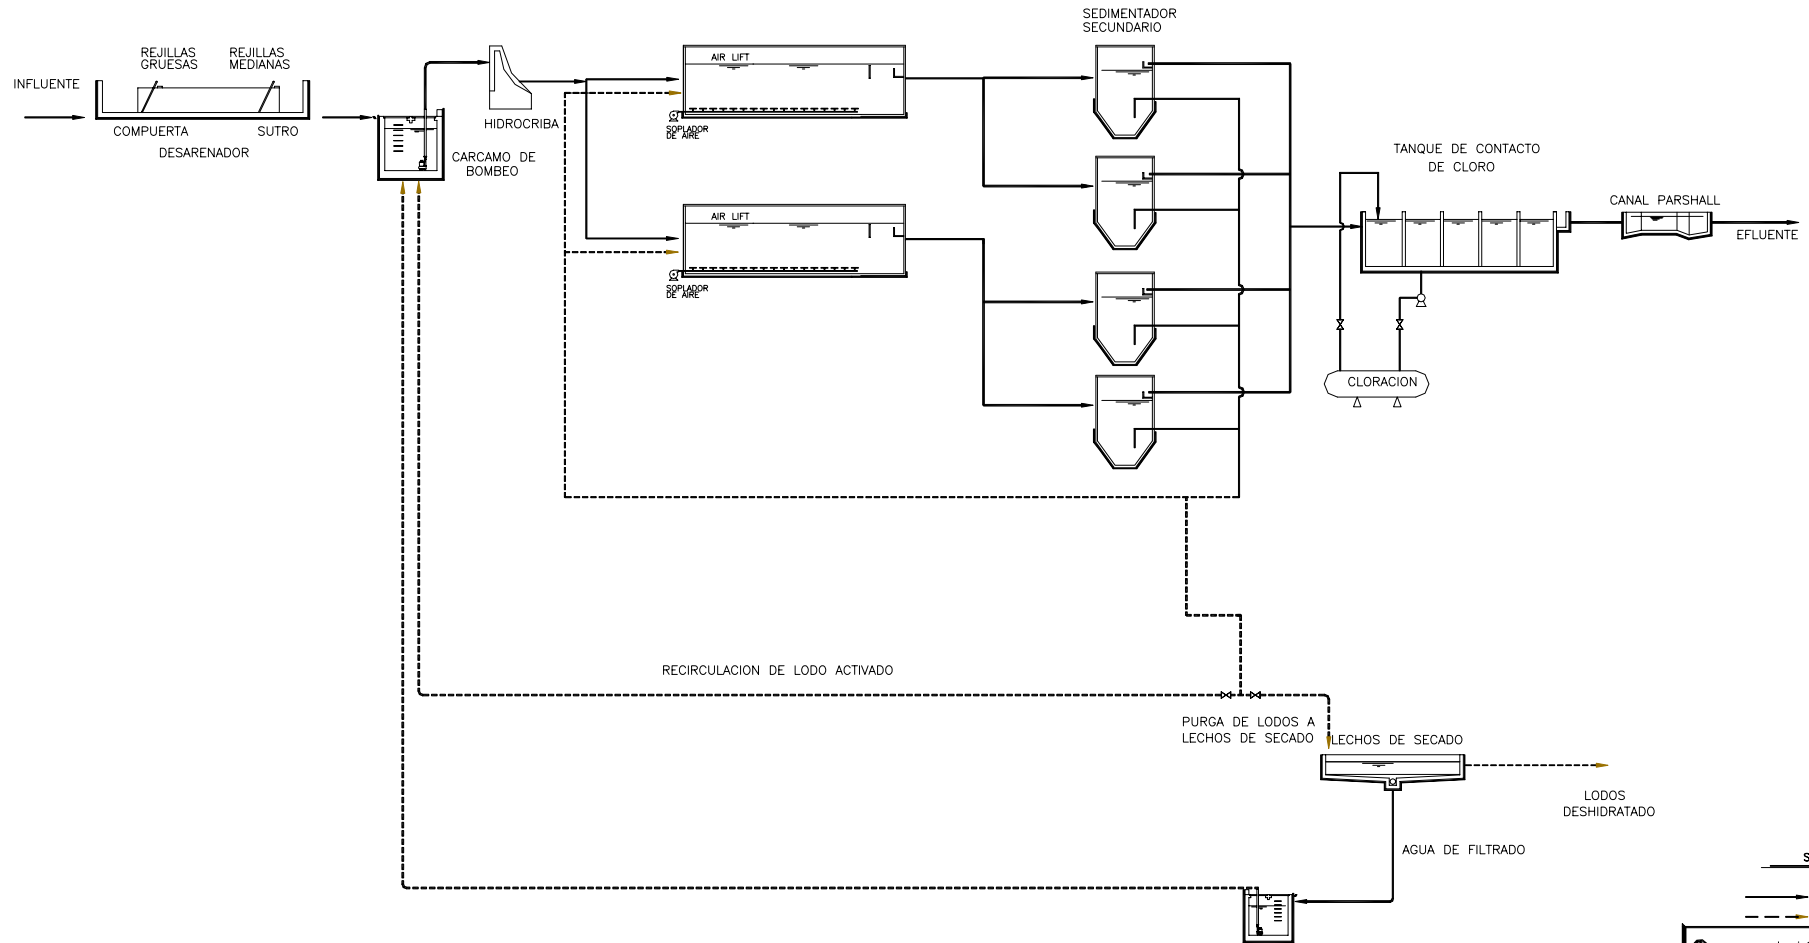 SEDIMENTADOR
SECUNDARIO
REJILLAS
GRUESAS
REJILLAS
MEDIANAS
AIR LIFT
INFLUENTE
COMPUERTA
SUTRO
DESARENADOR
HIDROCRIBA
SOPLADOR
DE AIRE
CARCAMO DE
BOMBEO
TANQUE DE CONTACTO
DE CLORO
CANAL PARSHALL
EFLUENTE
AIR LIFT
SOPLADOR
DE AIRE
CLORACION
RECIRCULACION DE LODO ACTIVADO
PURGA DE LODOS A
LECHOS DE SECADO
LECHOS DE SECADO
LODOS
DESHIDRATADO
AGUA DE FILTRADO